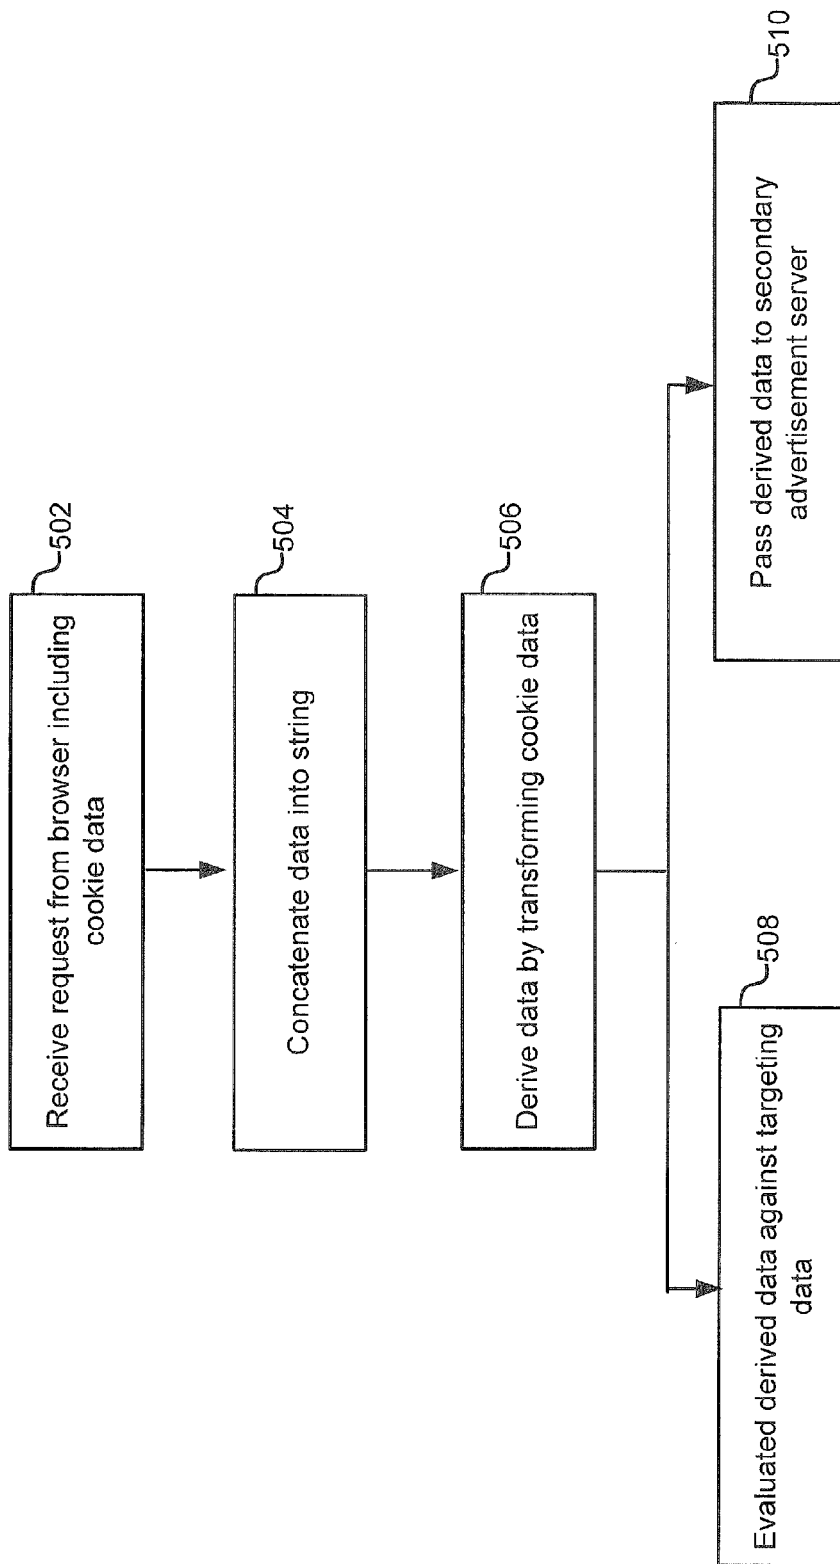 Receive request from browser including
cookie data
502
Concatenate data into string
504
Derive data by transforming cookie data
506
Evaluated derived data against targeting
data
508
Pass derived data to secondary
advertisement server
510